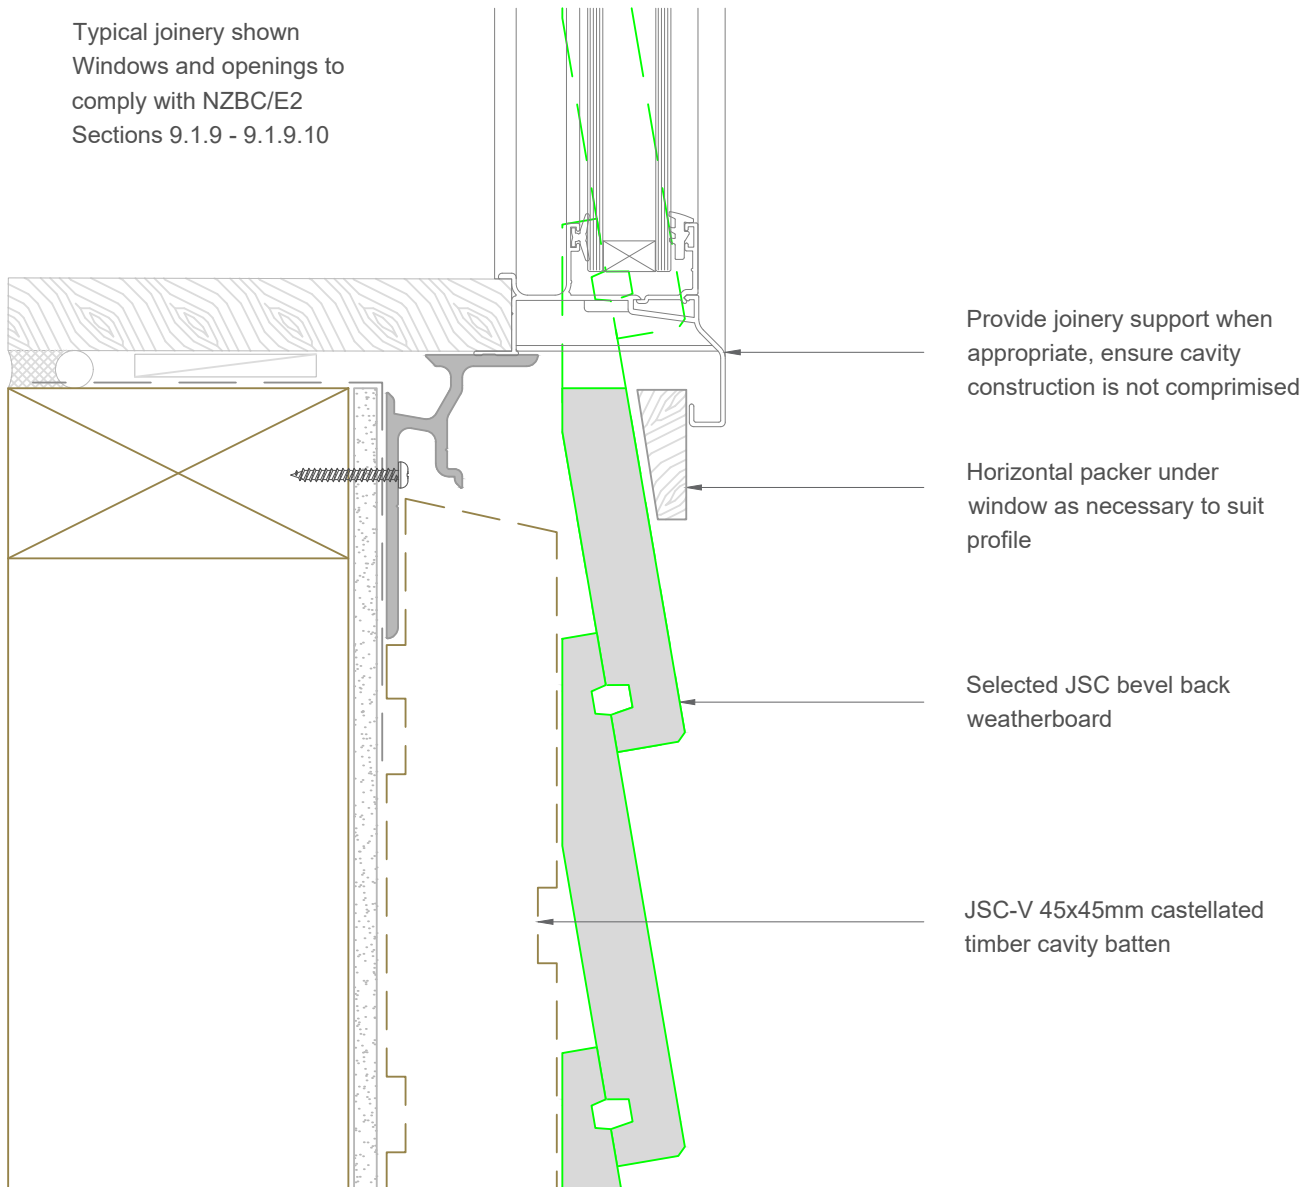 Typical joinery shown
Windows and openings to
comply with NZBC/E2
Sections 9.1.9 - 9.1.9.10
Provide joinery support when
appropriate, ensure cavity
construction is not comprimised
Horizontal packer under
window as necessary to suit
profile
Selected JSC bevel back
weatherboard
JSC-V 45x45mm castellated
timber cavity batten